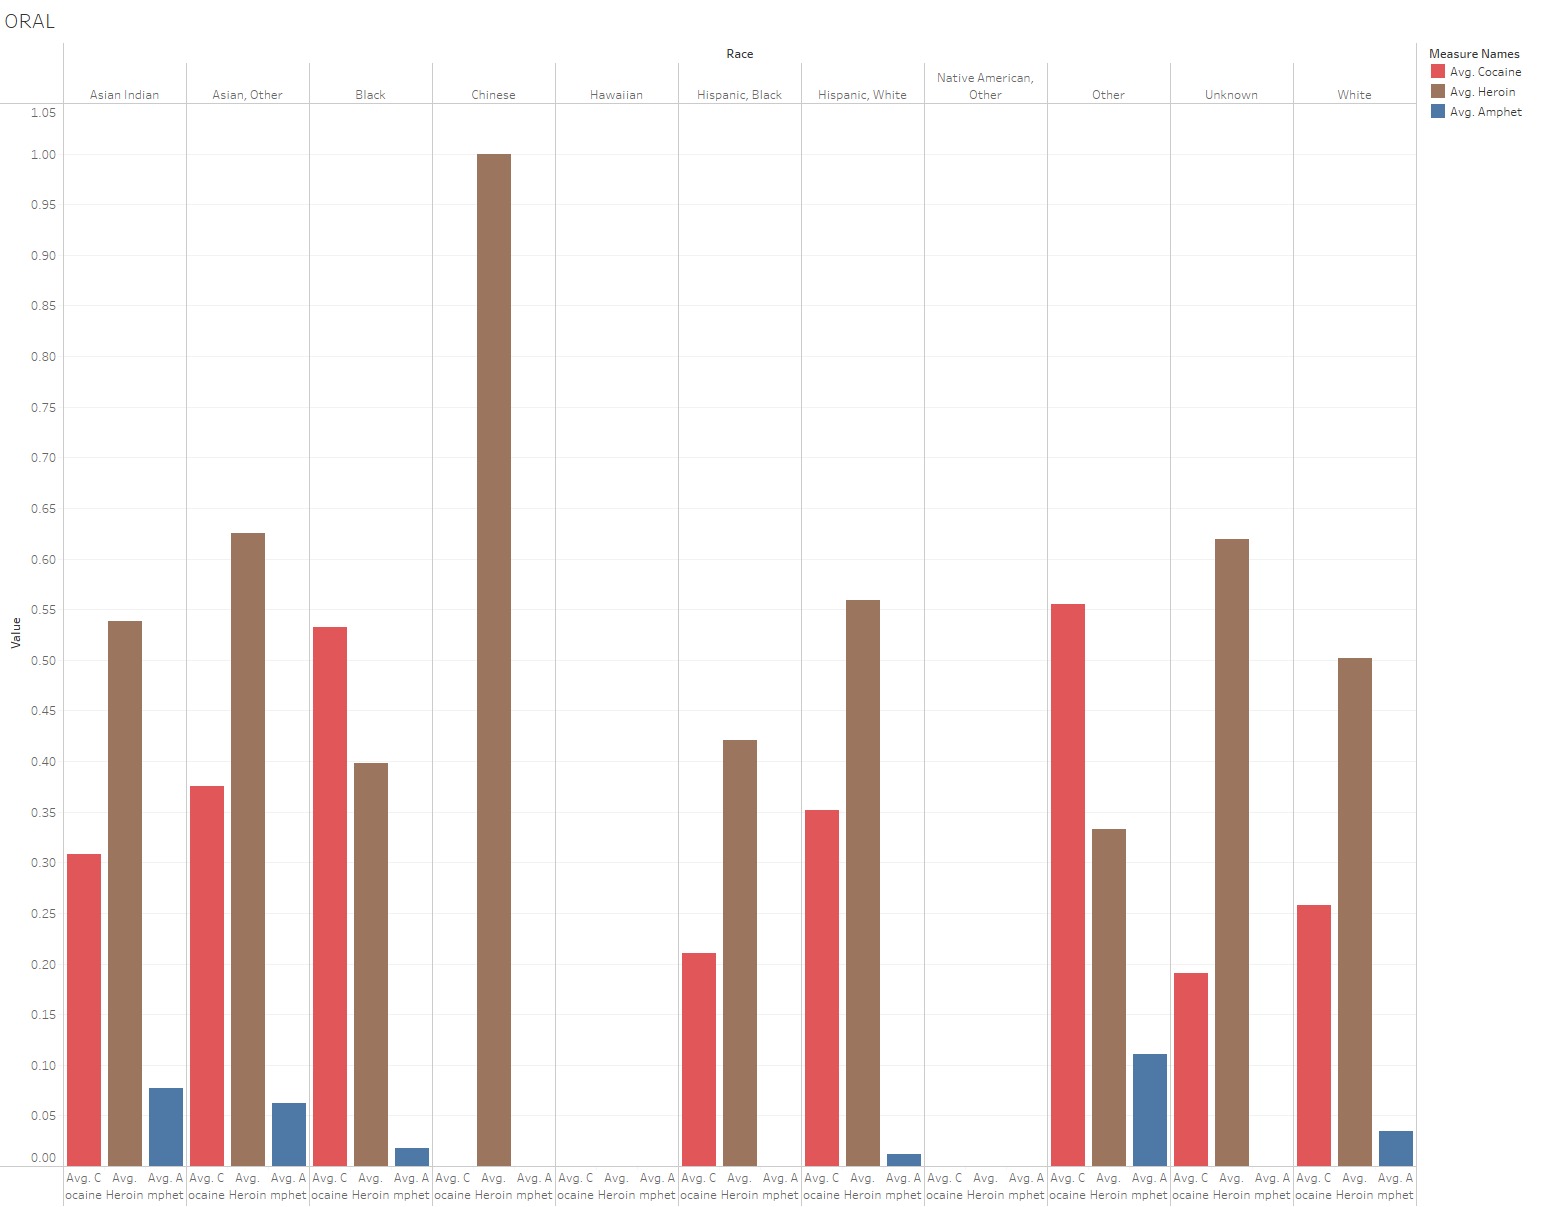 ORAL
Race
Measure Names
Avg. Cocaine
Avg. Heroin
Avg. Amphet
Asian Indian
Asian, Other
Black
Chinese
Hawaiian
Hispanic, Black
Hispanic, White
Native American,
Other
Other
Unknown
White
1.05
1.00
0.95
0.90
0.85
0.80
0.75
0.70
0.65
0.60
0.55
0.50
0.45
0.40
0.35
0.30
0.25
0.20
0.15
0.10
0.05
0.00
Value
Avg. C
ocaine
Avg.
Heroin
Avg. A
mphet
Avg. C
ocaine
Avg.
Heroin
Avg. A
mphet
Avg. C
ocaine
Avg.
Heroin
Avg. A
mphet
Avg. C
ocaine
Avg.
Heroin
Avg. A
mphet
Avg. C
ocaine
Avg.
Heroin
Avg. A
mphet
Avg. C
ocaine
Avg.
Heroin
Avg. A
mphet
Avg. C
ocaine
Avg.
Heroin
Avg. A
mphet
Avg. C
ocaine
Avg.
Heroin
Avg. A
mphet
Avg. C
ocaine
Avg.
Heroin
Avg. A
mphet
Avg. C
ocaine
Avg.
Heroin
Avg. A
mphet
Avg. C
ocaine
Avg.
Heroin
Avg. A
mphet